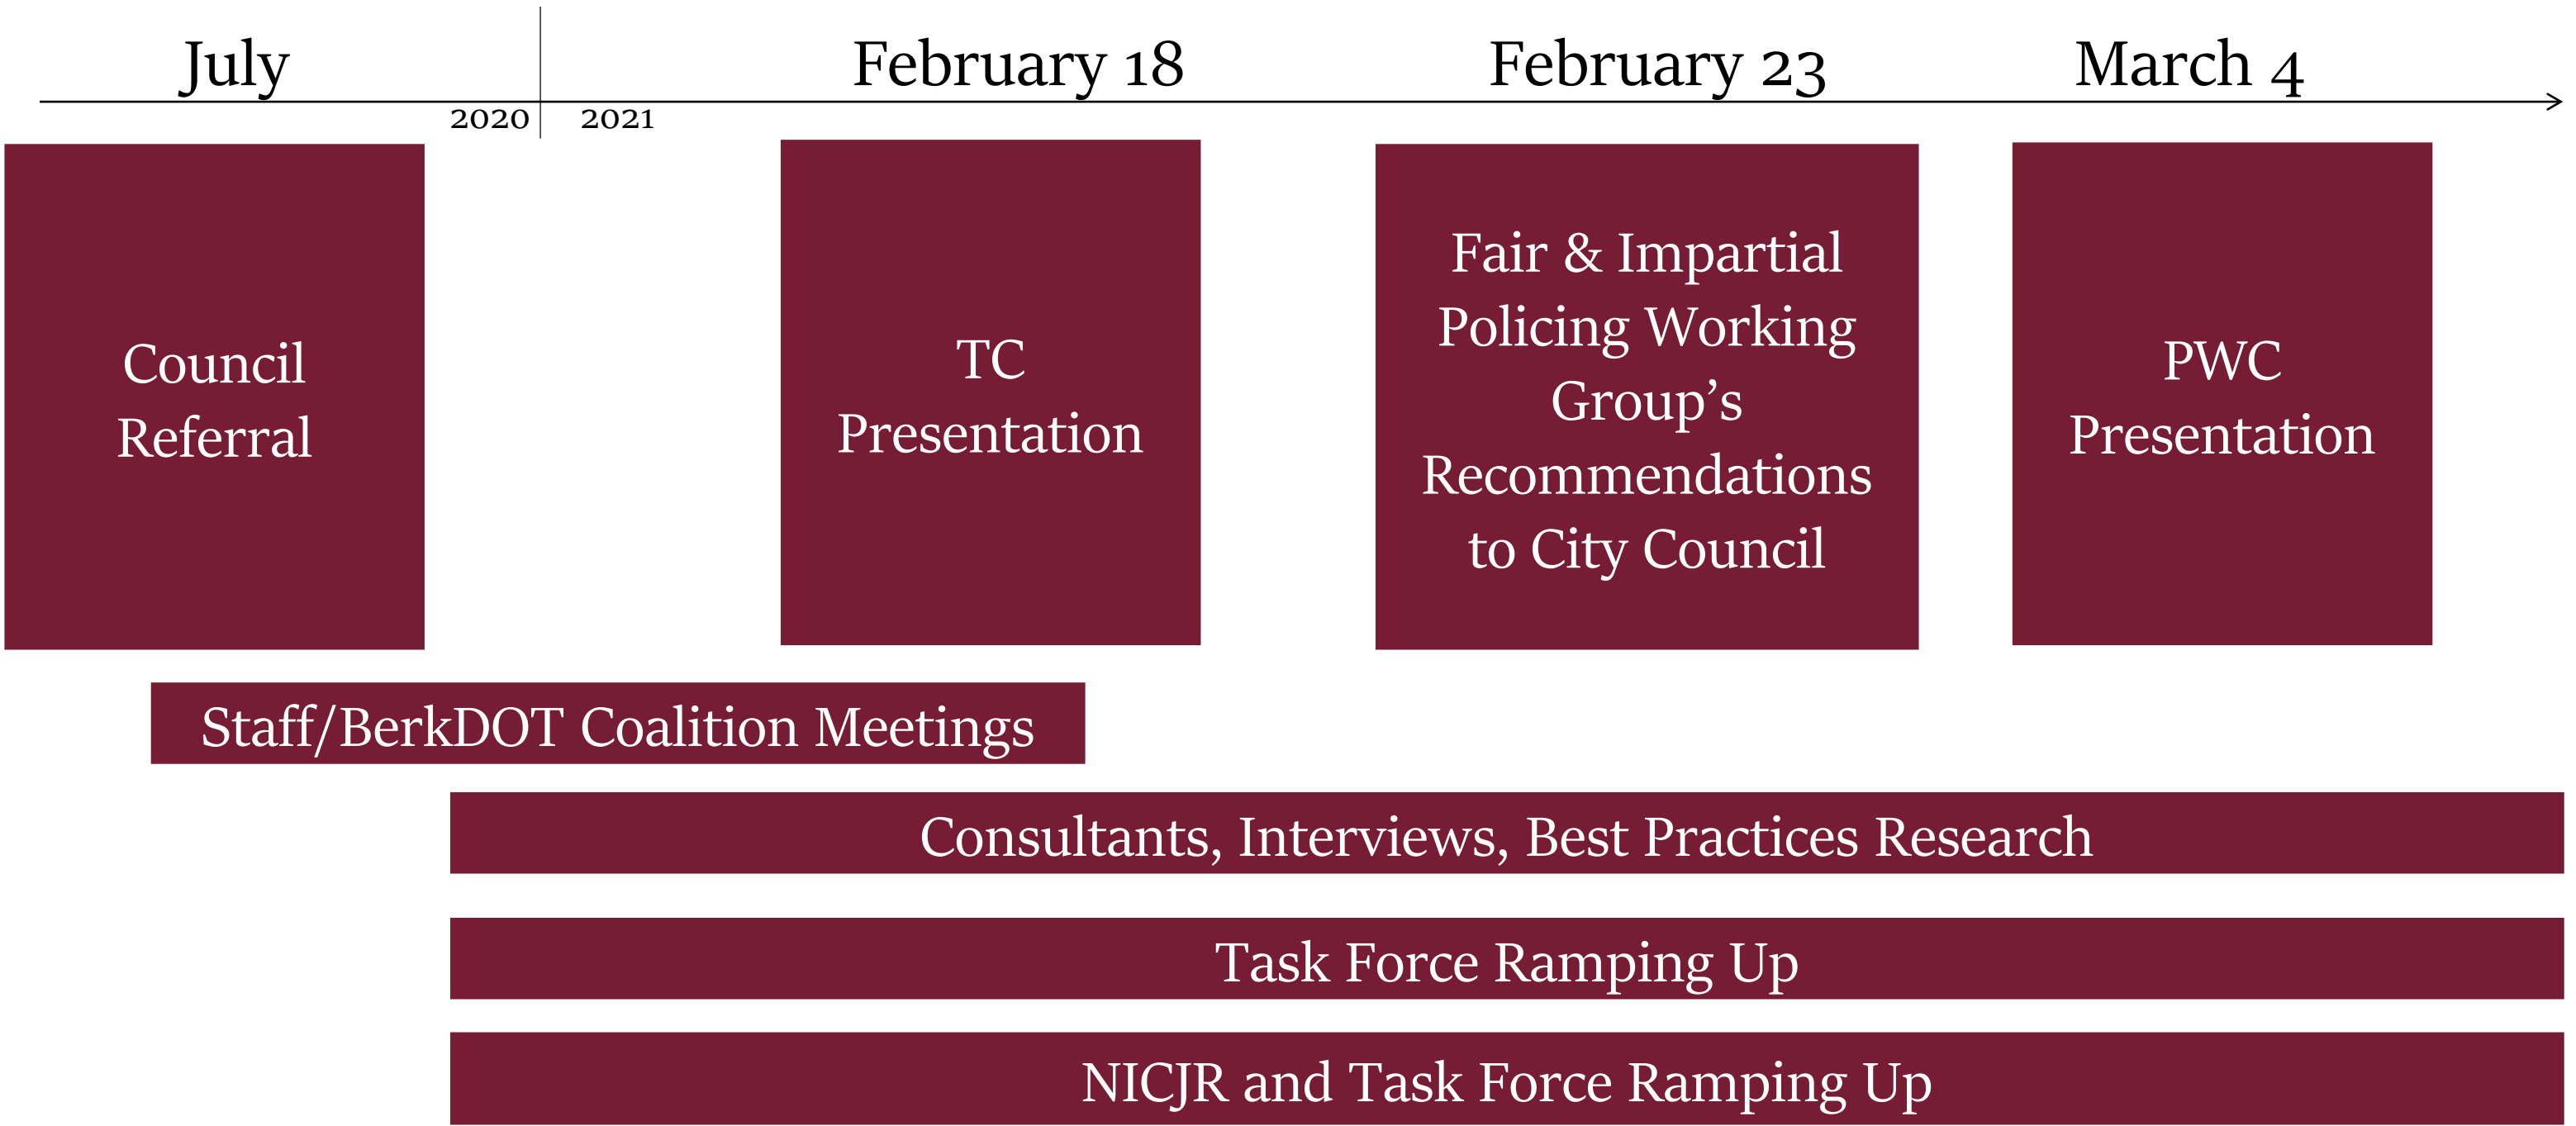 July
February 18
February 23
March 4
2020
2021
Council
Referral
TC
Presentation
Fair & Impartial
Policing Working
Group’s
Recommendations
to City Council
PWC
Presentation
Staff/BerkDOT Coalition Meetings
Consultants, Interviews, Best Practices Research
Task Force Ramping Up
NICJR and Task Force Ramping Up